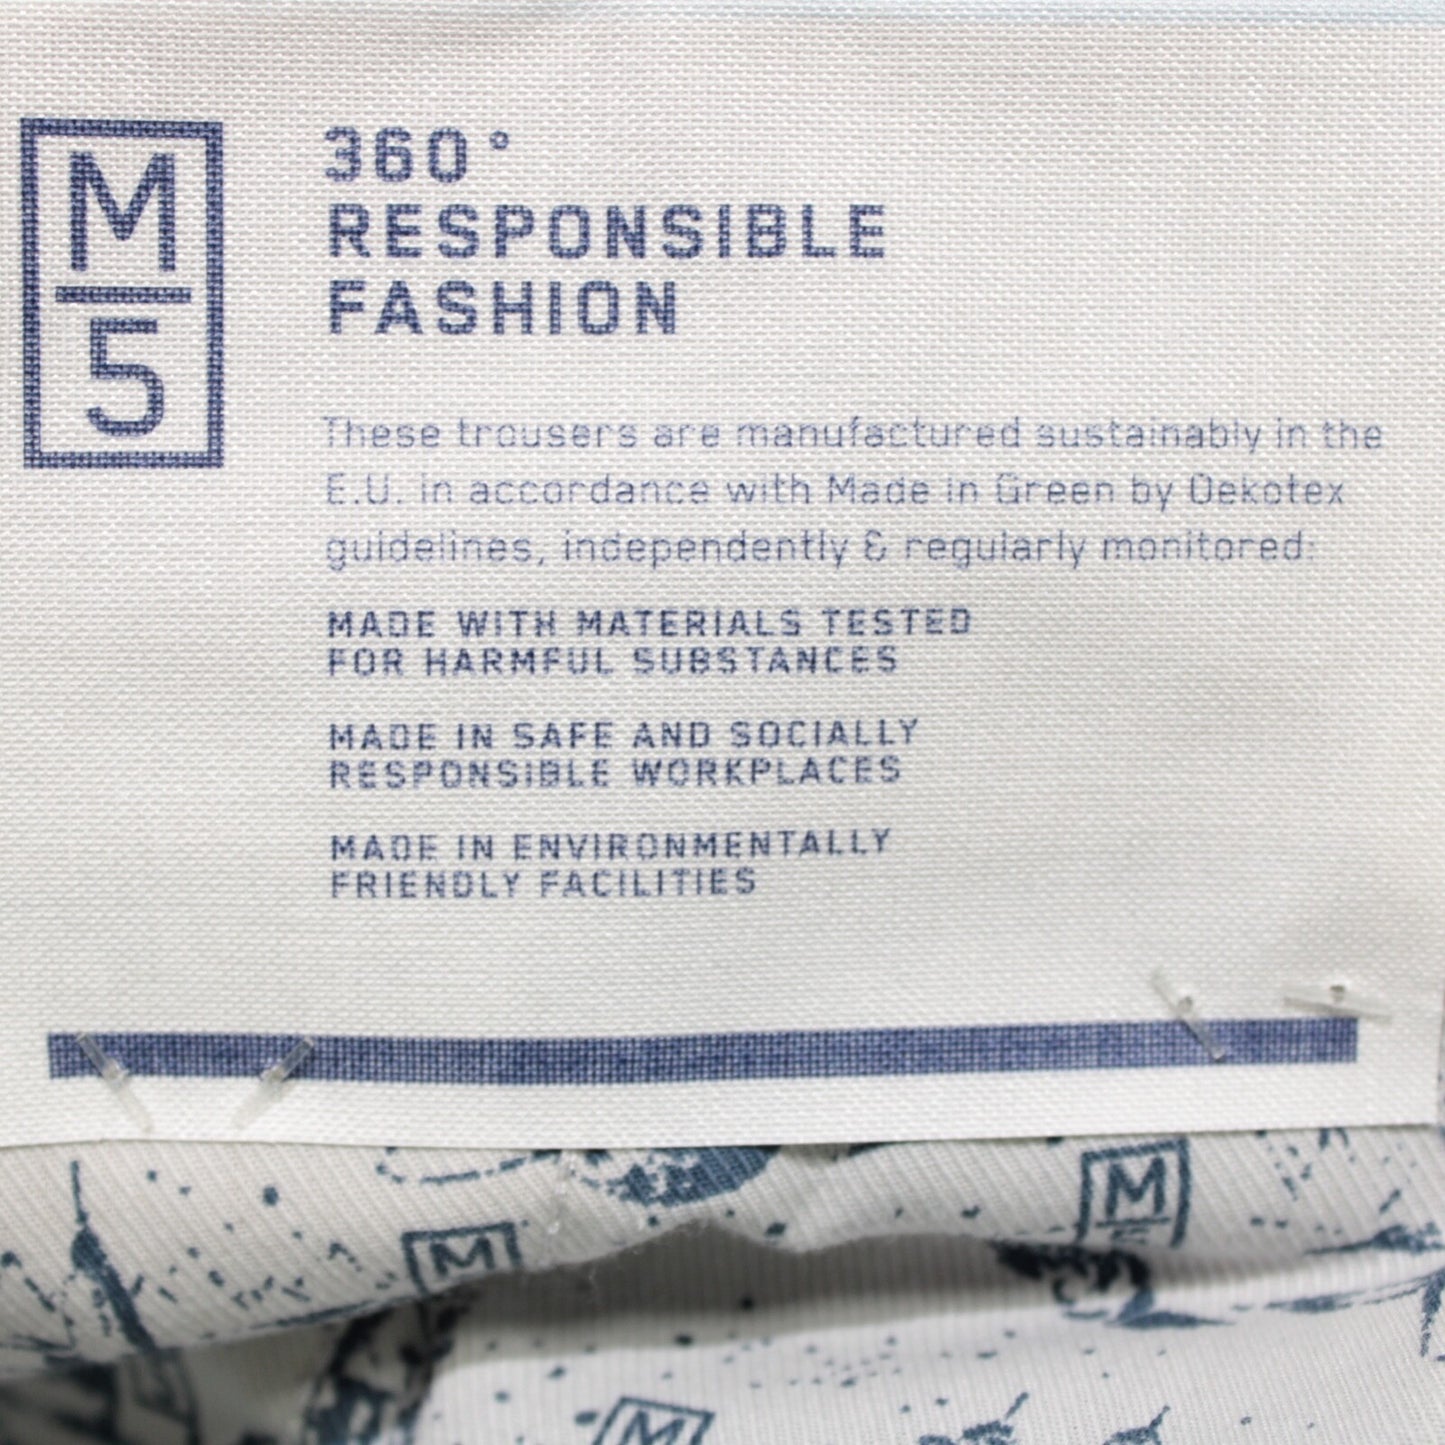 M
5
360°
RESPONSIBLE
FASHION
These trousers are manufactured sustainably in the
E.U. in accordance with Made in Green by Oekotex
guidelines, independently & regularly monitored:
MADE WITH MATERIALS TESTED
FOR HARMFUL SUBSTANCES
MADE IN SAFE AND SOCIALLY
RESPONSIBLE WORKPLACES
MADE IN ENVIRONMENTALLY
FRIENDLY FACILITIES
M
5
M
M